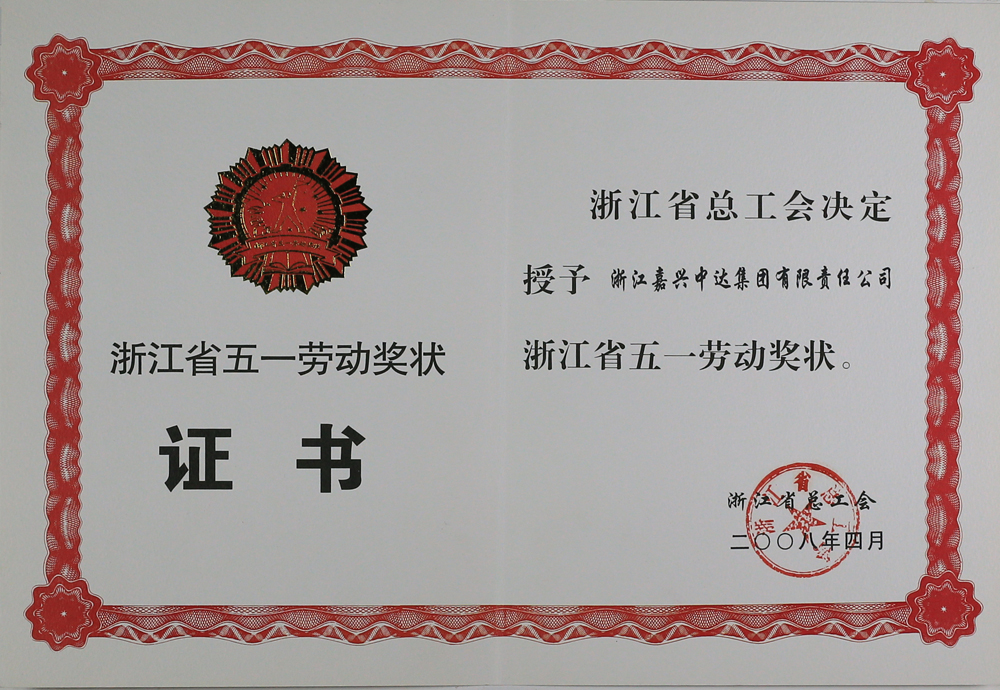 浙江省五一劳动奖状
证书
浙江省总工会决定
授予 浙江嘉兴中达集团有限责任公司
浙江省五一劳动奖状。
浙江省总工会
二〇〇八年四月